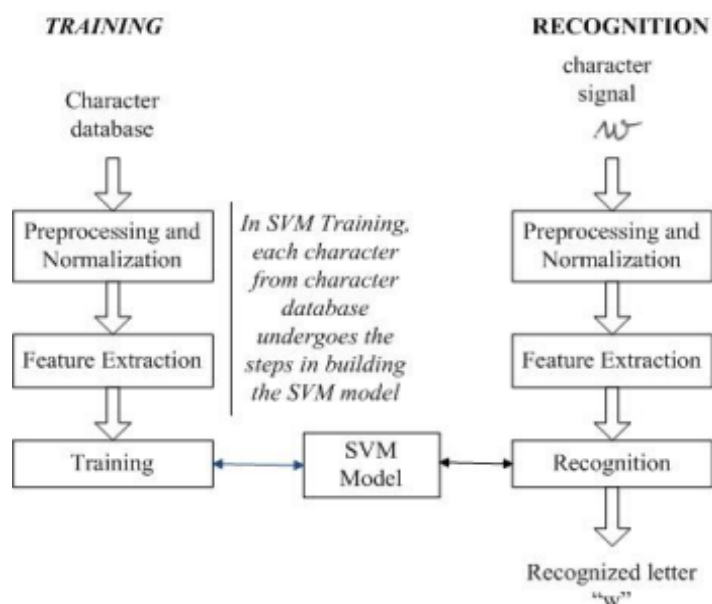 TRAINING
Character
database
Preprocessing and
Normalization
Feature Extraction
Training
In SVM Training,
each character
from character
database
undergoes the
steps in building
the SVM model
SVM
Model
RECOGNITION
character
signal
w
Preprocessing and
Normalization
Feature Extraction
Recognition
Recognized letter
“w”